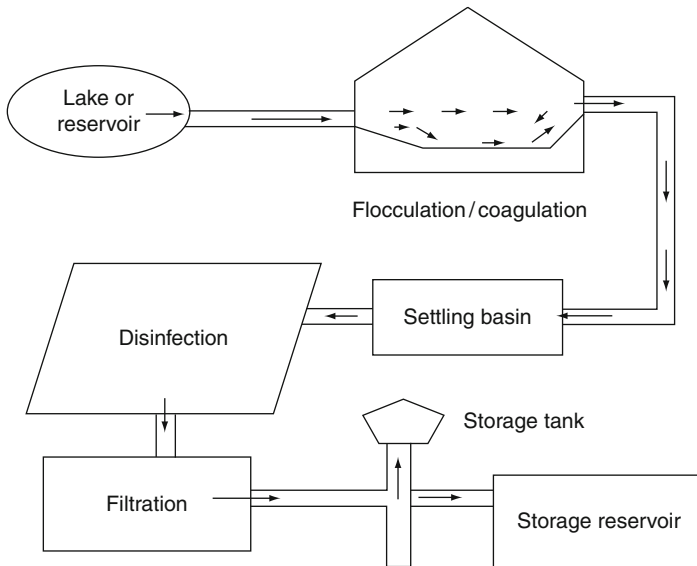 Lake or
reservoir
Flocculation/coagulation
Settling basin
Disinfection
Storage tank
Filtration
Storage reservoir